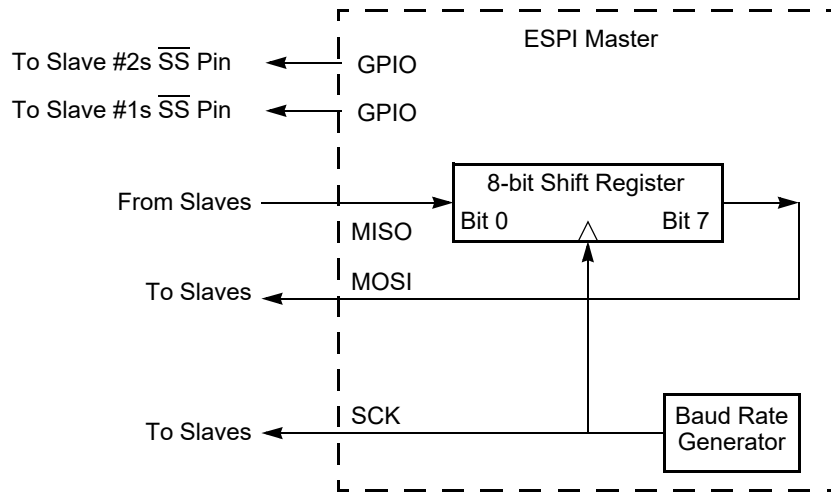 ESPI Master
To Slave #2s SS Pin
GPIO
To Slave #1s SS Pin
GPIO
8-bit Shift Register
From Slaves
Bit 0
Bit 7
MISO
MOSI
To Slaves
SCK
To Slaves
Baud Rate
Generator